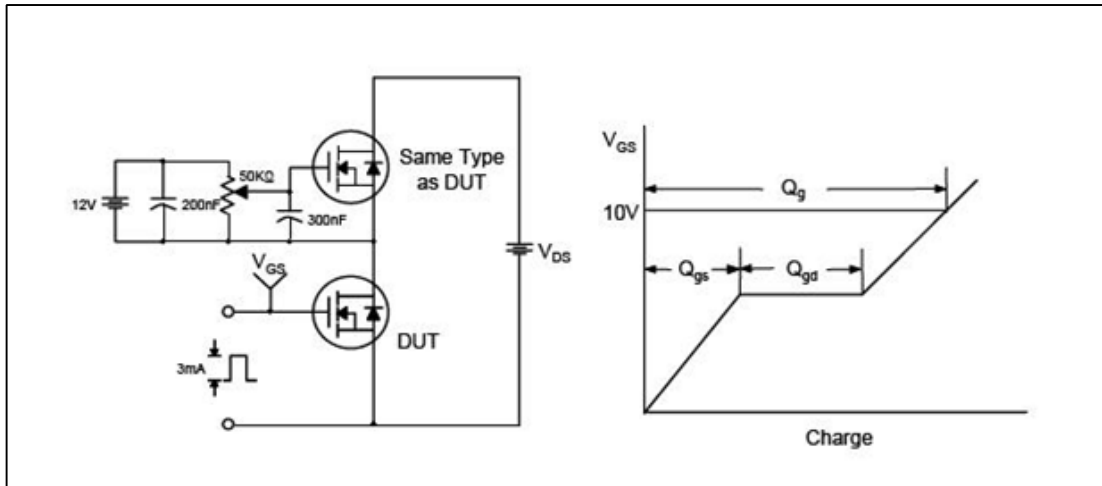 12V
200nF
50KΩ
300nF
Same Type
as DUT
V_DS
V_GS
DUT
3mA
V_GS
10V
Q_g
Q_gs
Q_gd
Charge